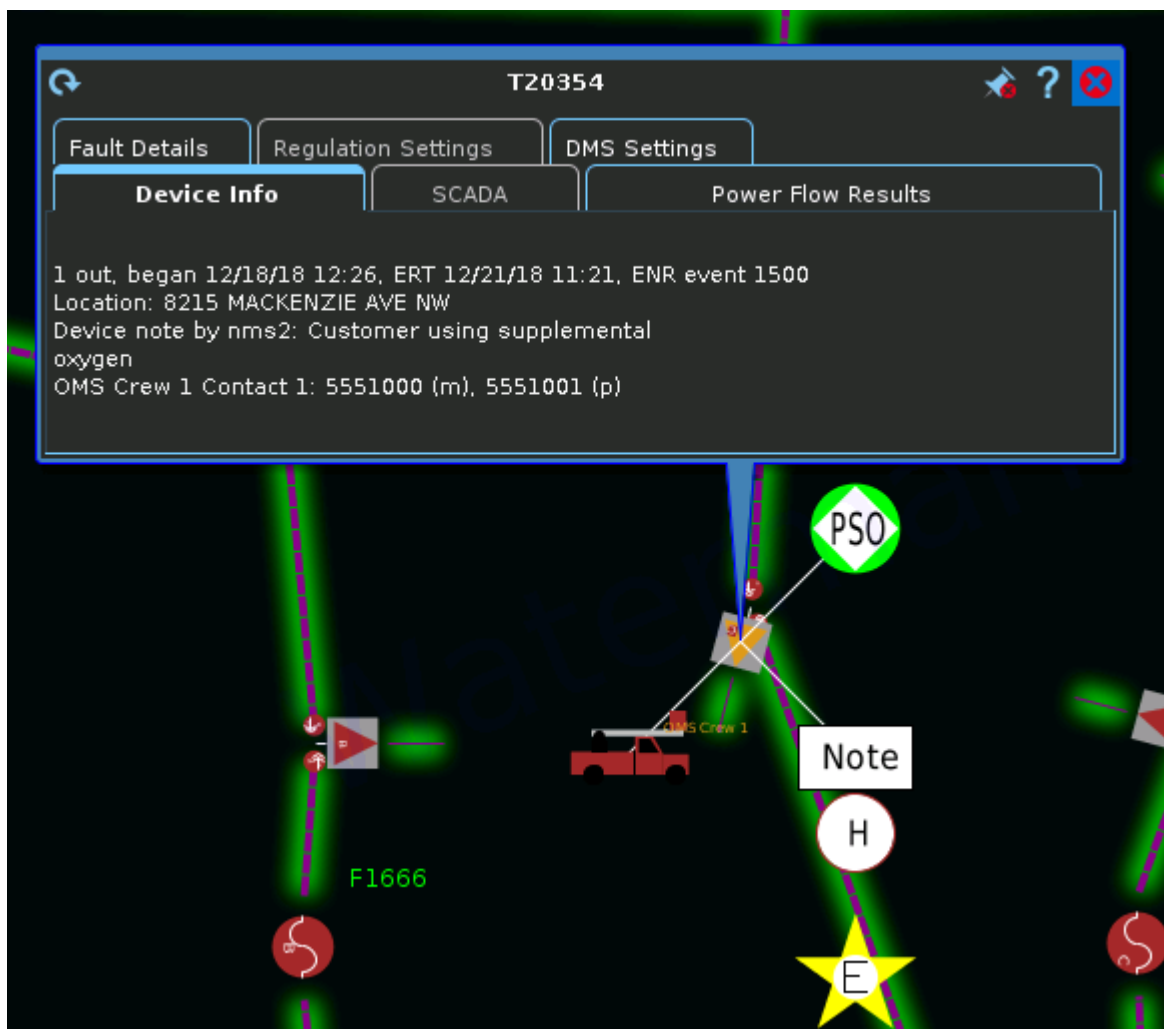 T20354
?
Fault Details
Regulation Settings
DMS Settings
Device Info
SCADA
Power Flow Results
1 out, began 12/18/18 12:26, ERT 12/21/18 11:21, ENR event 1500
Location: 8215 MACKENZIE AVE NW
Device note by nms2: Customer using supplemental
oxygen
OMS Crew 1 Contact 1: 5551000 (m), 5551001 (p)
PSO
OMS Crew 1
Note
H
F1666
E